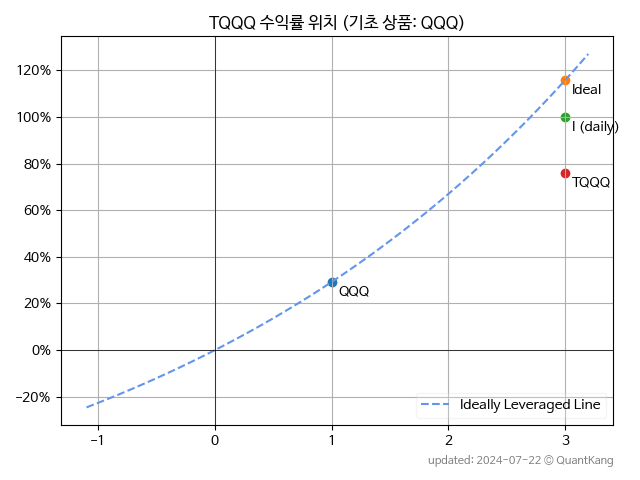 TQQQ 수익률 위치 (기초 상품: QQQ)
120%
100%
80%
60%
40%
20%
0%
−20%
Ideal
I (daily)
TQQQ
QQQ
Ideally Leveraged Line
−1 0 1 2 3
updated: 2024-07-22 © QuantKang